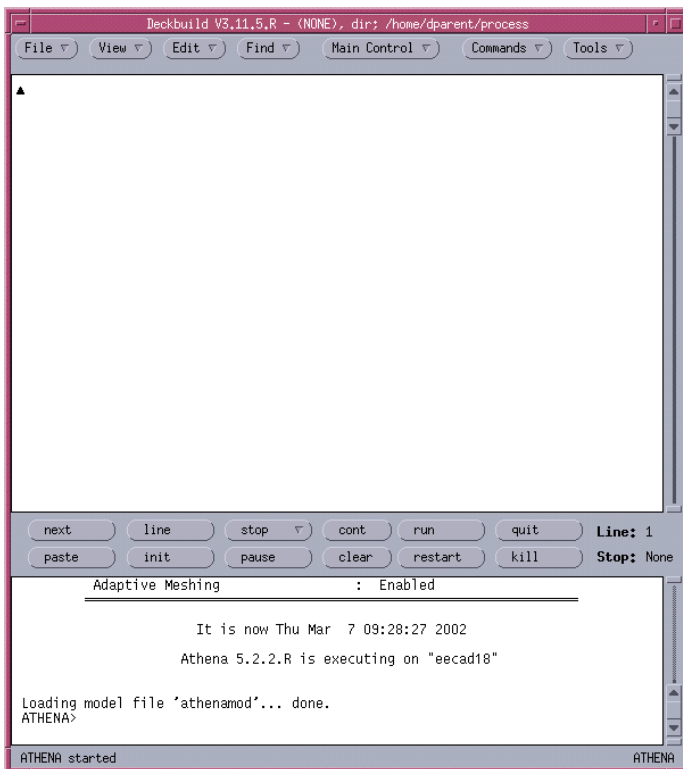 Deckbuild V3.11.5.R - (NONE), dir; /home/dparent/process
File View Edit Find Main Control Commands Tools
next line stop cont run quit Line: 1
paste init pause clear restart kill Stop: None
Adaptive Meshing : Enabled
It is now Thu Mar 7 09:28:27 2002
Athena 5.2.2.R is executing on "eecad18"
Loading model file 'athenamod'... done.
ATHENA>
ATHENA started ATHENA